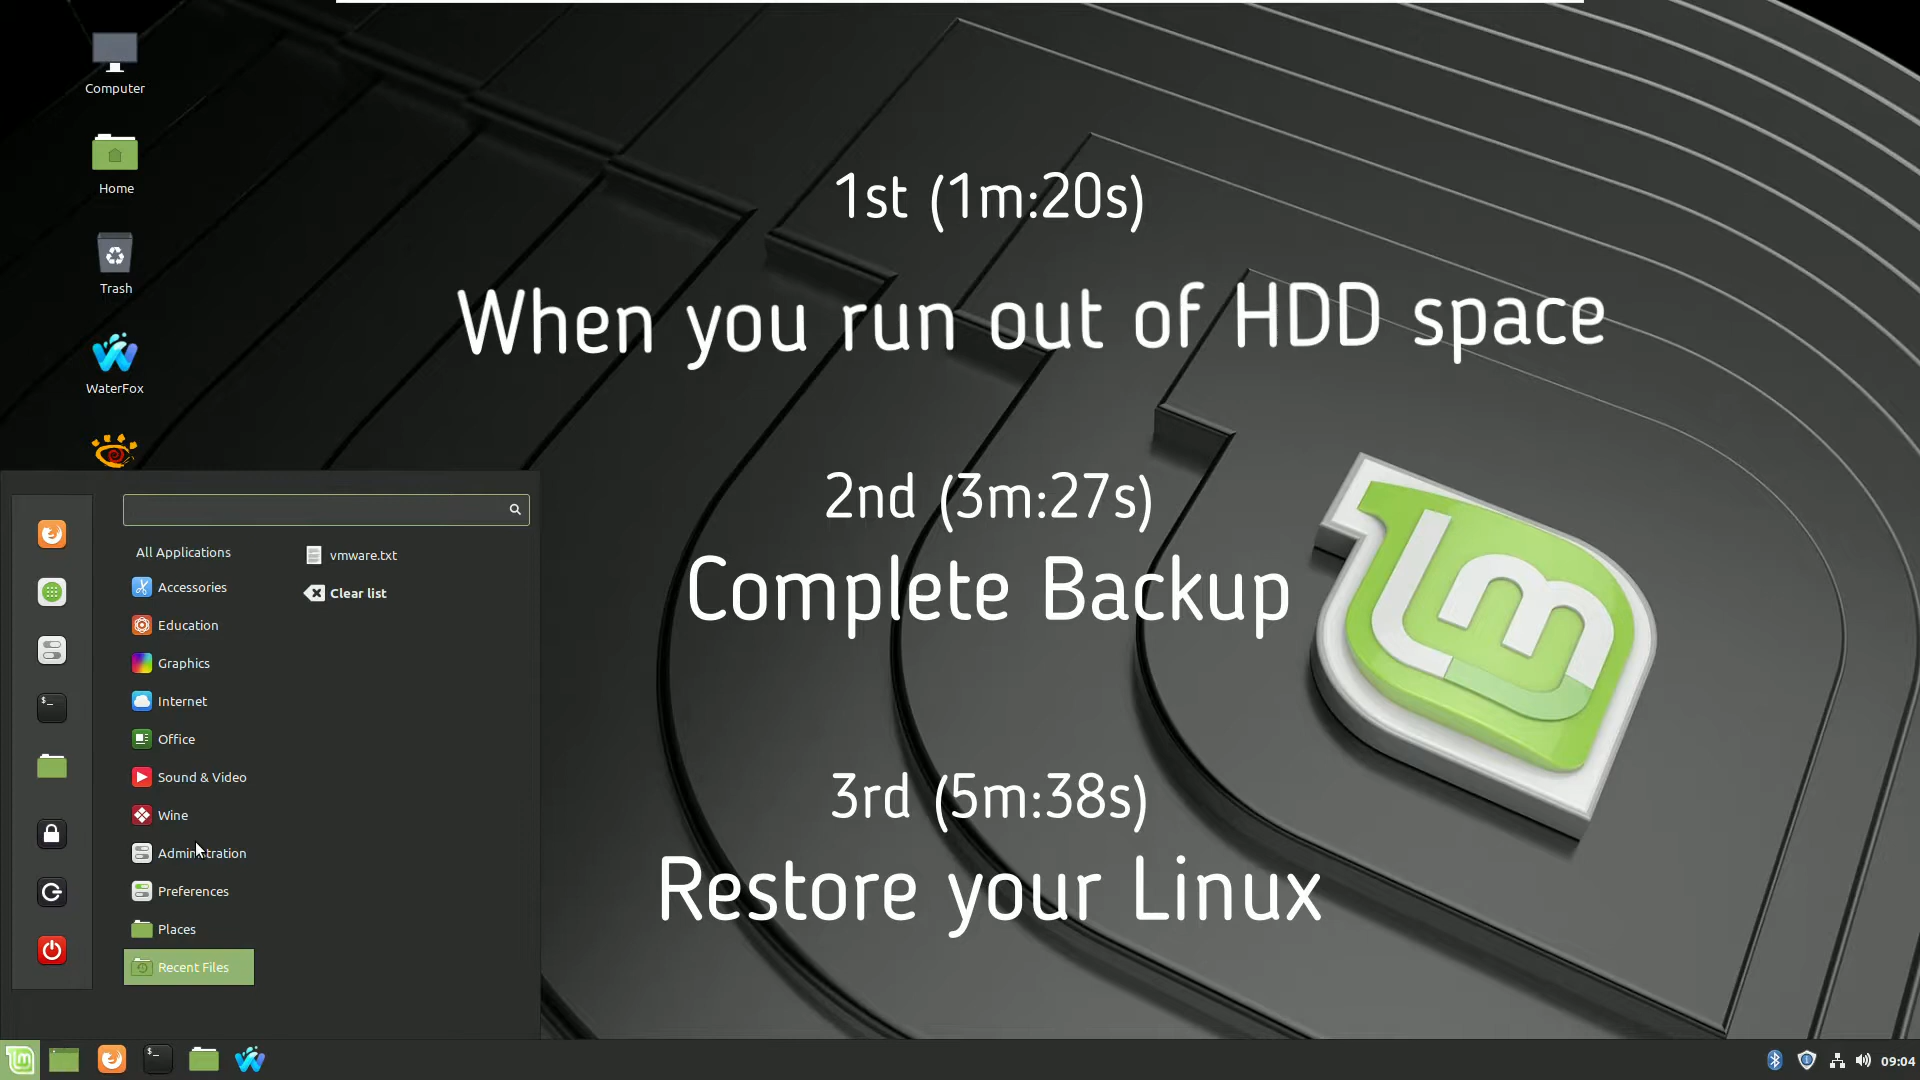 Computer
Home
Trash
WaterFox
1st (1m:20s)
When you run out of HDD space
2nd (3m:27s)
Complete Backup
3rd (5m:38s)
Restore your Linux
All Applications
Accessories
Education
Graphics
Internet
Office
Sound & Video
Wine
Administration
Preferences
Places
Recent Files
vmware.txt
Clear list
09:04